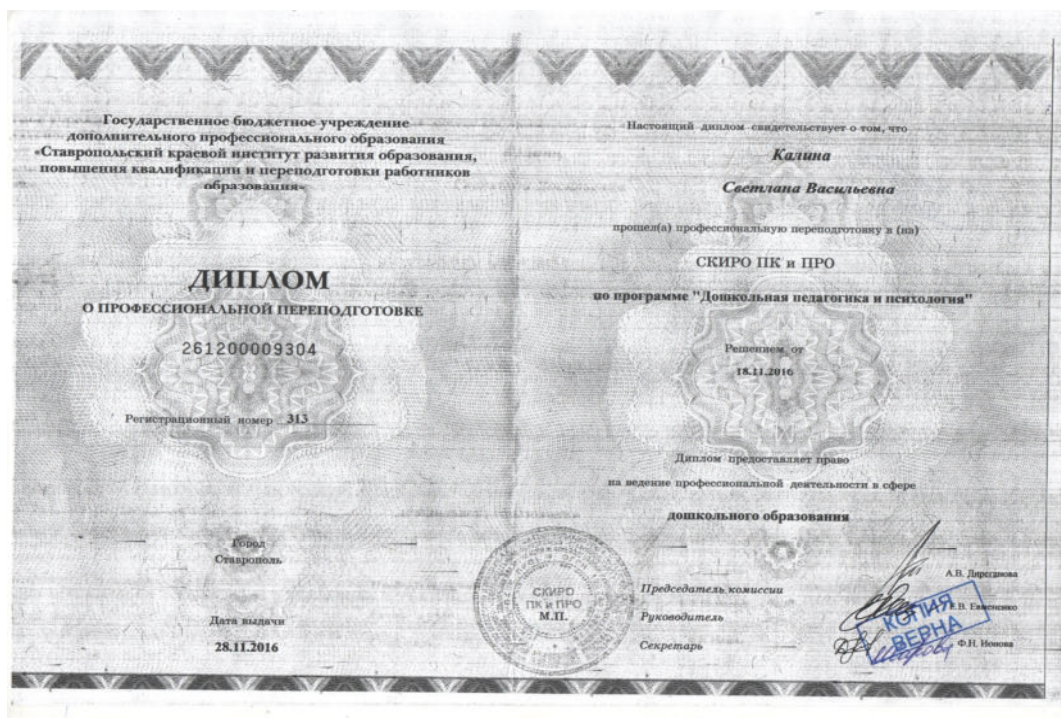 Государственное бюджетное учреждение
дополнительного профессионального образования
«Ставропольский краевой институт развития образования,
повышения квалификации и переподготовки работников
образования»
ДИПЛОМ
О ПРОФЕССИОНАЛЬНОЙ ПЕРЕПОДГОТОВКЕ
261200009304
Регистрационный номер 313
Город
Ставрополь
Дата выдачи
28.11.2016
Настоящий диплом свидетельствует о том, что
Калина
Светлана Васильевна
прошел(а) профессиональную переподготовку в (на)
СКИРО ПК и ПРО
по программе "Дошкольная педагогика и психология"
Решением от
18.11.2016
Диплом предоставляет право
на ведение профессиональной деятельности в сфере
дошкольного образования
СКИРО
ПК и ПРО
М.П.
Председатель комиссии
А.В.
Руководитель
Е.В. Евмененко
Секретарь
Ф.Н. Ионова
КОПИЯ
ВЕРНА